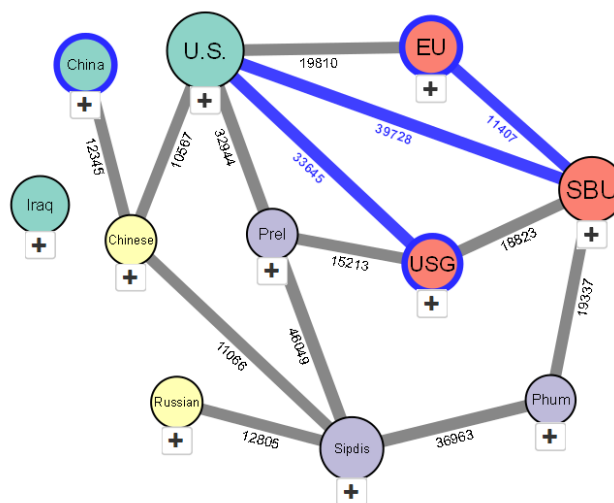 U.S.
EU
China
19810
11407
39728
12345
10567
32944
33645
SBU
Iraq
Chinese
Prel
USG
18823
15213
19337
46049
11066
Russian
Phum
12805
Sipdis
36963